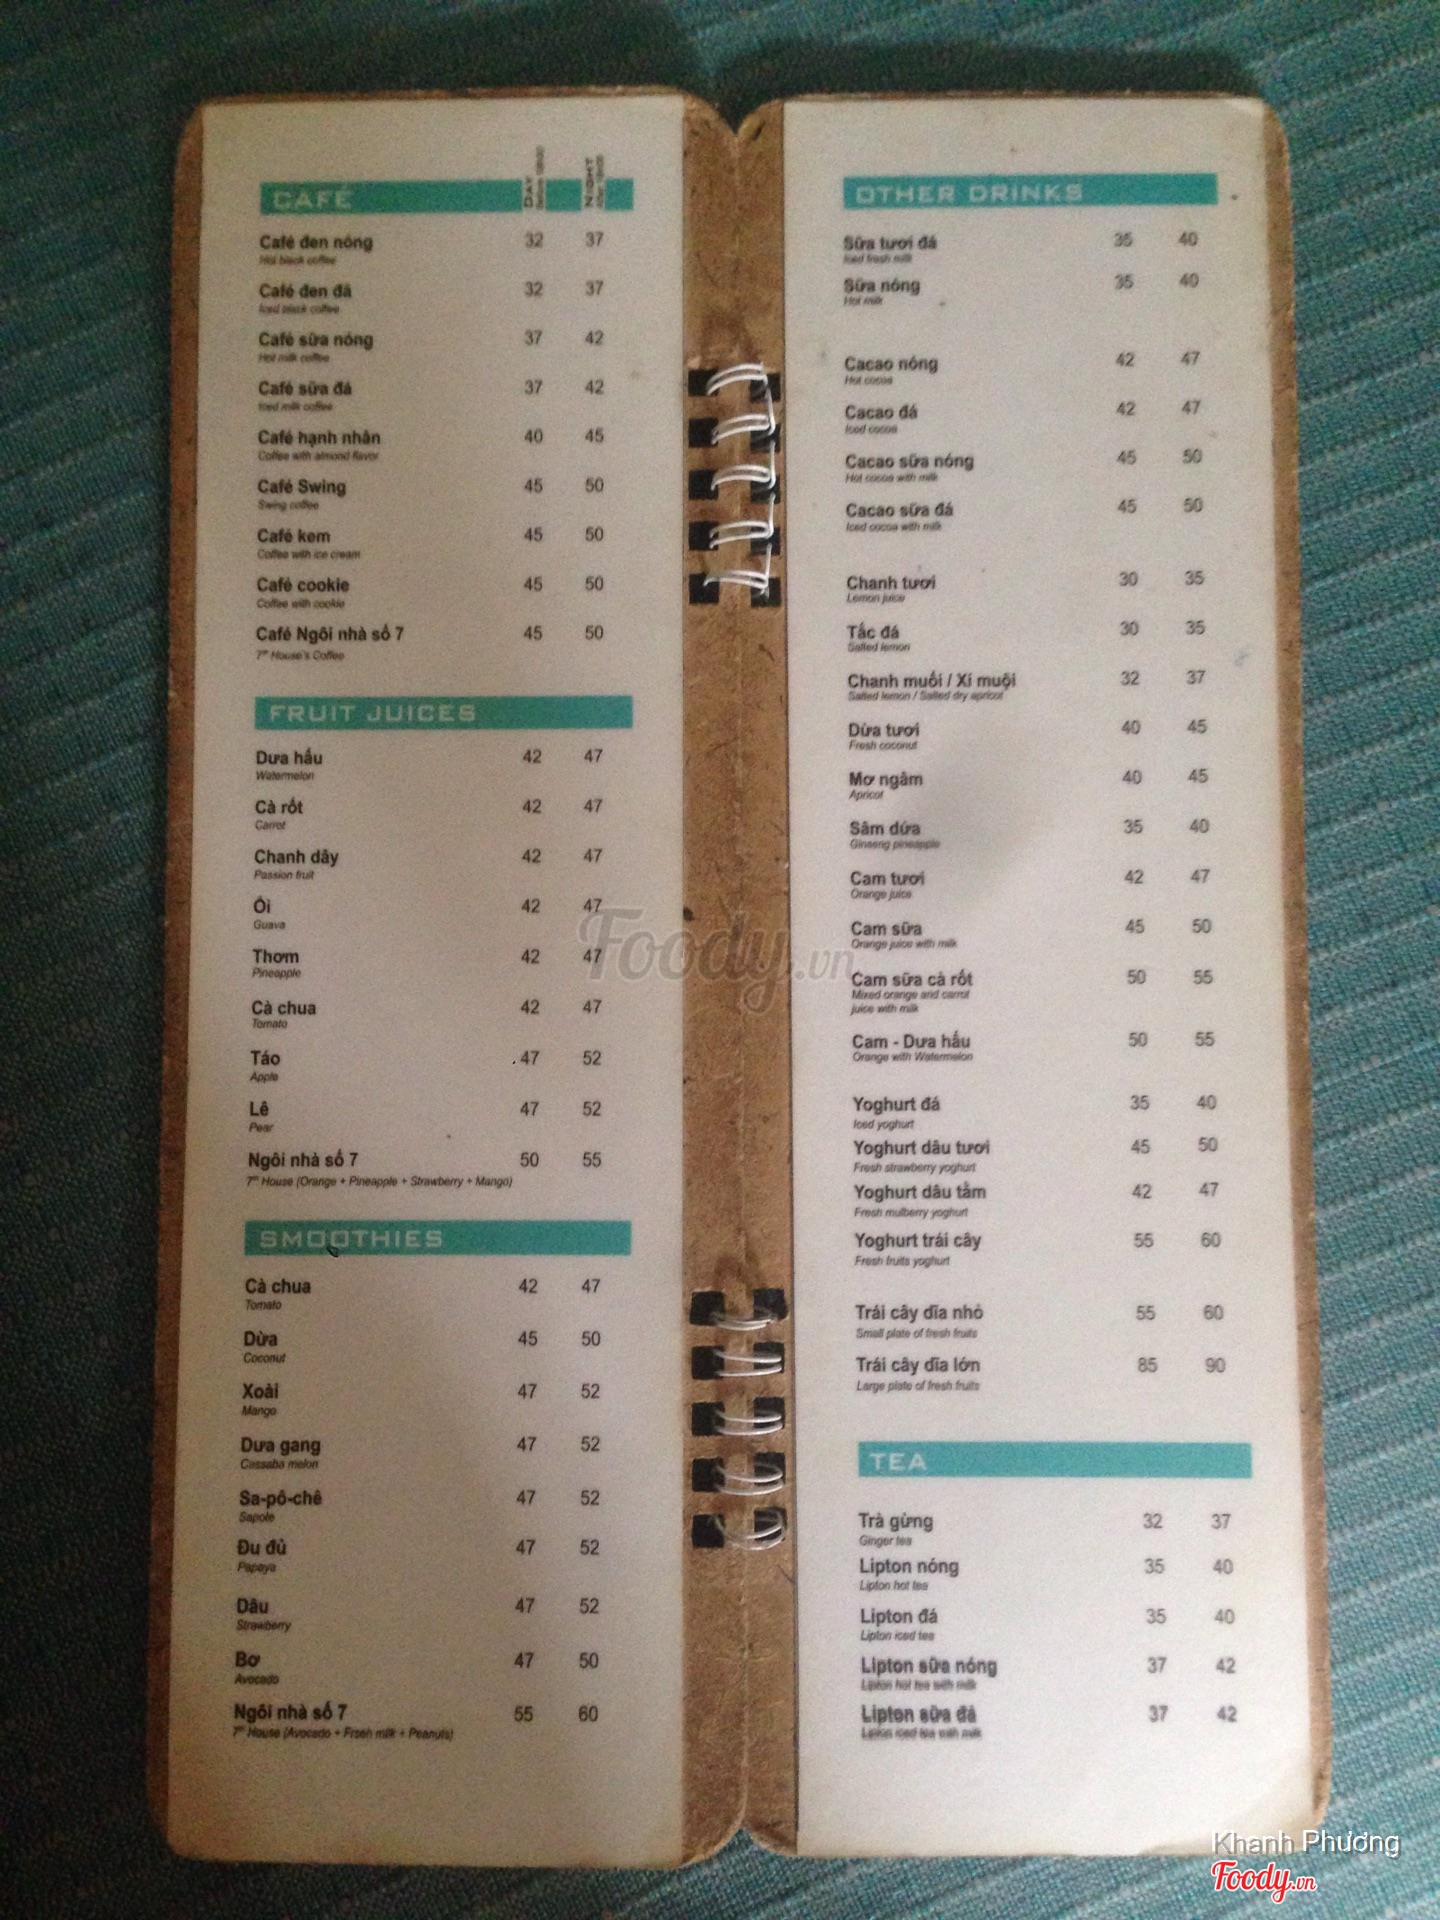 CAFÉ DAY NIGHT
Café đen nóng 32 37
Hot black coffee
Café đen đá 32 37
Iced black coffee
Café sữa nóng 37 42
Hot milk coffee
Café sữa đá 37 42
Iced milk coffee
Café hạnh nhân 40 45
Coffee with almond flavor
Café Swing 45 50
Swing coffee
Café kem 45 50
Coffee with ice cream
Café cookie 45 50
Coffee with cookie
Café Ngôi nhà số 7 45 50
7th House's Coffee
FRUIT JUICES
Dưa hấu 42 47
Watermelon
Cà rốt 42 47
Carrot
Chanh dây 42 47
Passion fruit
Ổi 42 47
Guava
Thơm 42 47
Pineapple
Cà chua 42 47
Tomato
Táo 47 52
Apple
Lê 47 52
Pear
Ngôi nhà số 7 50 55
7th House (Orange + Pineapple + Strawberry + Mango)
SMOOTHIES
Cà chua 42 47
Tomato
Dừa 45 50
Coconut
Xoài 47 52
Mango
Dưa gang 47 52
Cassaba melon
Sa-pô-chê 47 52
Sapole
Đu đủ 47 52
Papaya
Dâu 47 52
Strawberry
Bơ 47 50
Avocado
Ngôi nhà số 7 55 60
7th House (Avocado + Frseh milk + Peanuts)
OTHER DRINKS
Sữa tươi đá 35 40
Iced fresh milk
Sữa nóng 35 40
Hot milk
Cacao nóng 42 47
Hot cocoa
Cacao đá 42 47
Iced cocoa
Cacao sữa nóng 45 50
Hot cocoa with milk
Cacao sữa đá 45 50
Iced cocoa with milk
Chanh tươi 30 35
Lemon juice
Tắc đá 30 35
Salted lemon
Chanh muối / Xí muội 32 37
Salted lemon / Salted dry apricot
Dừa tươi 40 45
Fresh coconut
Mơ ngâm 40 45
Apricot
Sâm dứa 35 40
Ginseng pineapple
Cam tươi 42 47
Orange juice
Cam sữa 45 50
Orange juice with milk
Cam sữa cà rốt 50 55
Mixed orange and carrot
juice with milk
Cam - Dưa hấu 50 55
Orange with Watermelon
Yoghurt đá 35 40
Iced yoghurt
Yoghurt dâu tươi 45 50
Fresh strawberry yoghurt
Yoghurt dâu tằm 42 47
Fresh mulberry yoghurt
Yoghurt trái cây 55 60
Fresh fruits yoghurt
Trái cây dĩa nhỏ 55 60
Small plate of fresh fruits
Trái cây dĩa lớn 85 90
Large plate of fresh fruits
TEA
Trà gừng 32 37
Ginger tea
Lipton nóng 35 40
Lipton hot tea
Lipton đá 35 40
Lipton iced tea
Lipton sữa nóng 37 42
Lipton hot tea with milk
Lipton sữa đá 37 42
Lipton iced tea with milk
Foody.vn
Khanh Phương
Foody.vn